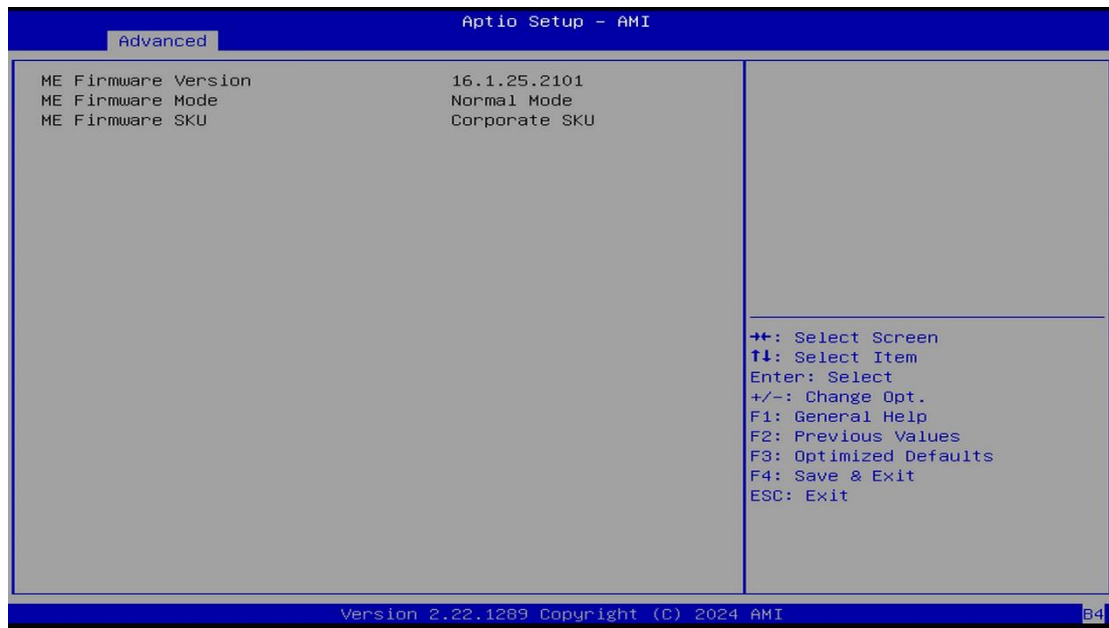 Aptio Setup – AMI
Advanced
ME Firmware Version 16.1.25.2101
ME Firmware Mode Normal Mode
ME Firmware SKU Corporate SKU
→←: Select Screen
↑↓: Select Item
Enter: Select
+/-: Change Opt.
F1: General Help
F2: Previous Values
F3: Optimized Defaults
F4: Save & Exit
ESC: Exit
Version 2.22.1289 Copyright (C) 2024 AMI
B4